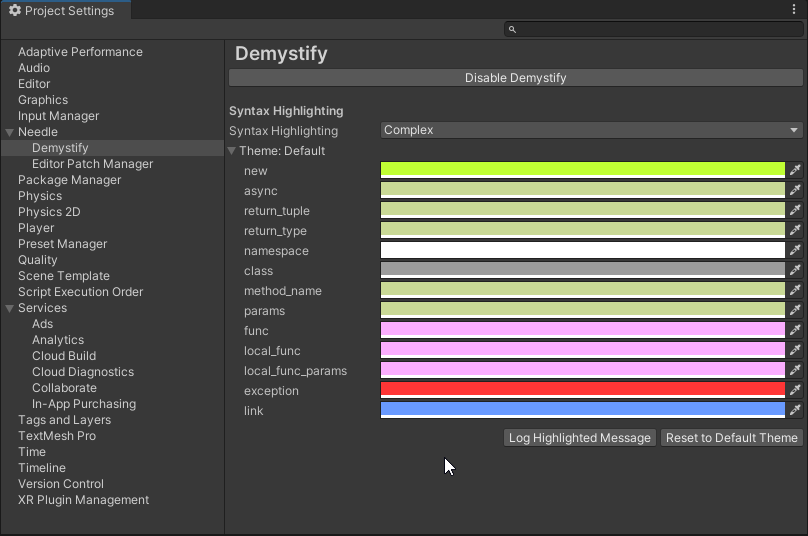 Project Settings
Adaptive Performance
Audio
Editor
Graphics
Input Manager
Needle
Demystify
Editor Patch Manager
Package Manager
Physics
Physics 2D
Player
Preset Manager
Quality
Scene Template
Script Execution Order
Services
Ads
Analytics
Cloud Build
Cloud Diagnostics
Collaborate
In-App Purchasing
Tags and Layers
TextMesh Pro
Time
Timeline
Version Control
XR Plugin Management
Demystify
Disable Demystify
Syntax Highlighting
Syntax Highlighting Complex
Theme: Default
new
async
return_tuple
return_type
namespace
class
method_name
params
func
local_func
local_func_params
exception
link
Log Highlighted Message Reset to Default Theme